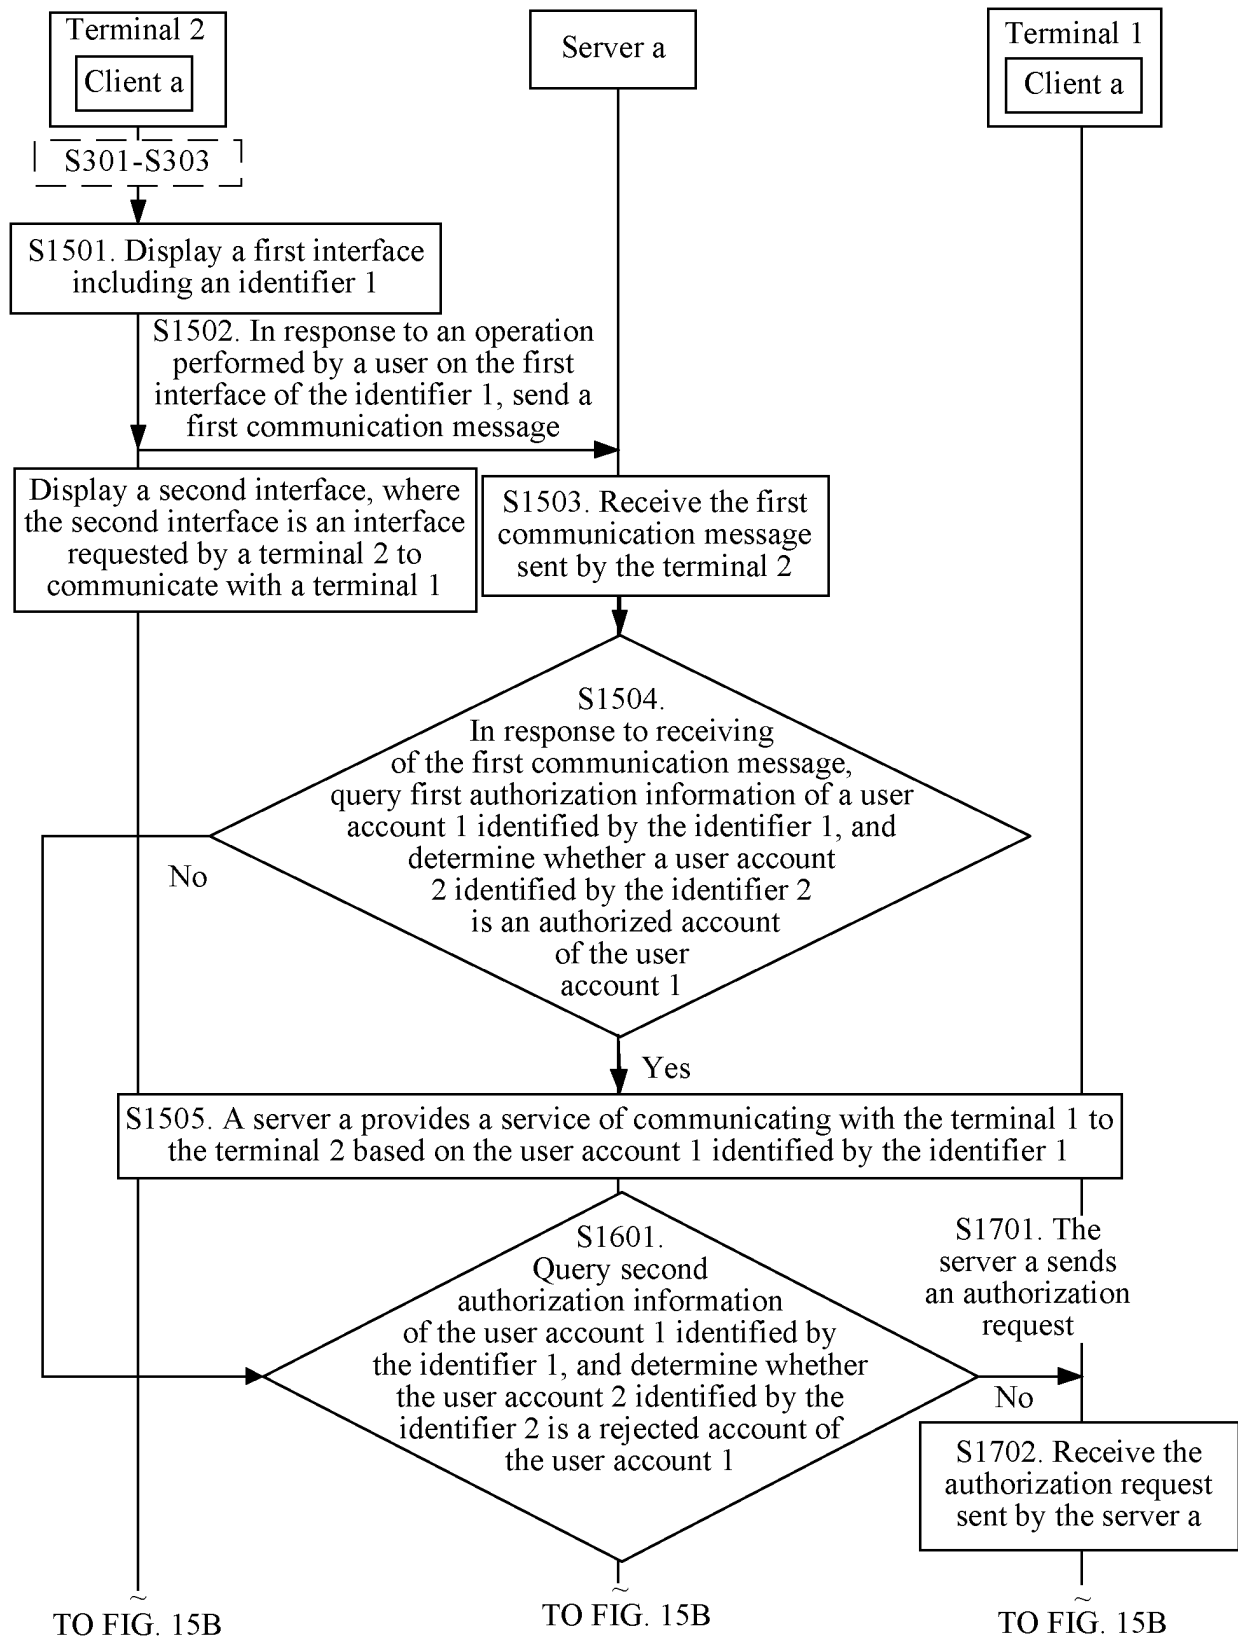 Terminal 2
Client a
Server a
Terminal 1
Client a
S301-S303
S1501. Display a first interface
including an identifier 1
S1502. In response to an operation
performed by a user on the first
interface of the identifier 1, send a
first communication message
Display a second interface, where
the second interface is an interface
requested by a terminal 2 to
communicate with a terminal 1
S1503. Receive the first
communication message
sent by the terminal 2
S1504.
In response to receiving
of the first communication message,
query first authorization information of a user
account 1 identified by the identifier 1, and
determine whether a user account
2 identified by the identifier 2
is an authorized account
of the user
account 1
No
Yes
S1505. A server a provides a service of communicating with the terminal 1 to
the terminal 2 based on the user account 1 identified by the identifier 1
S1601.
Query second
authorization information
of the user account 1 identified by
the identifier 1, and determine whether
the user account 2 identified by the
identifier 2 is a rejected account of
the user account 1
S1701. The
server a sends
an authorization
request
No
S1702. Receive the
authorization request
sent by the server a
~
TO FIG. 15B
~
TO FIG. 15B
~
TO FIG. 15B